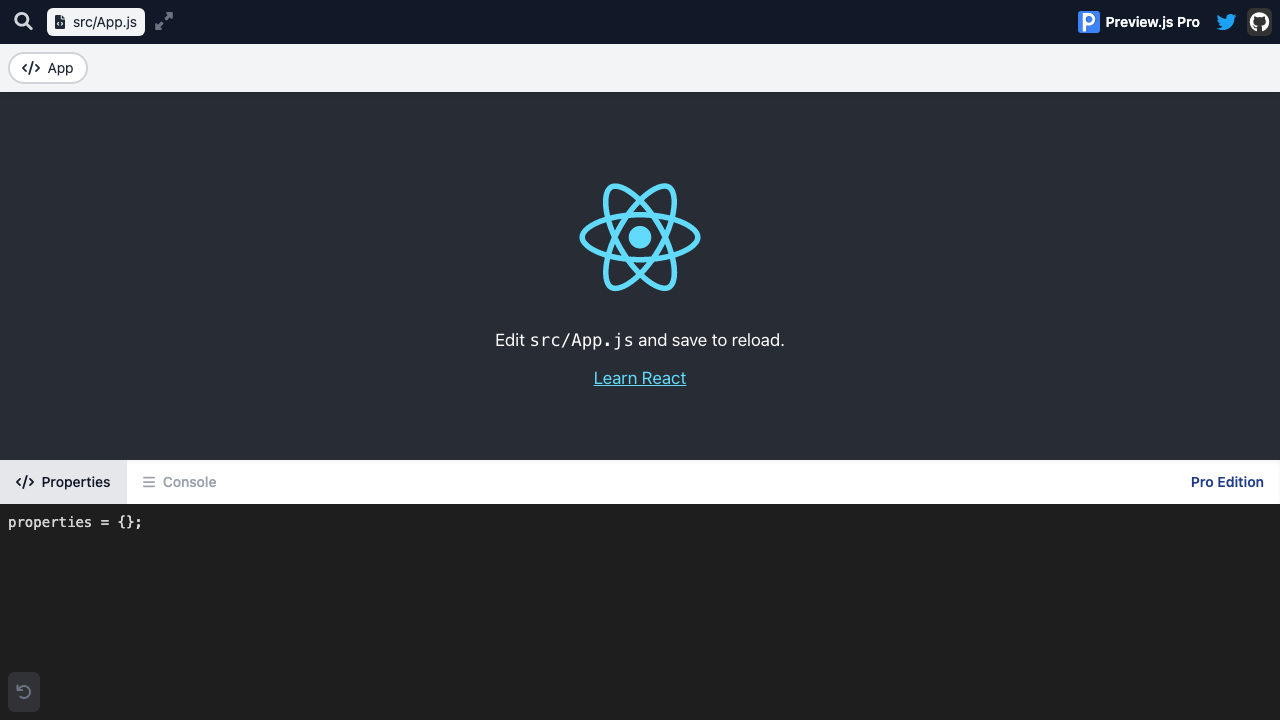 src/App.js
Preview.js Pro
App
Edit src/App.js and save to reload.
Learn React
Properties
Console
Pro Edition
properties = {};